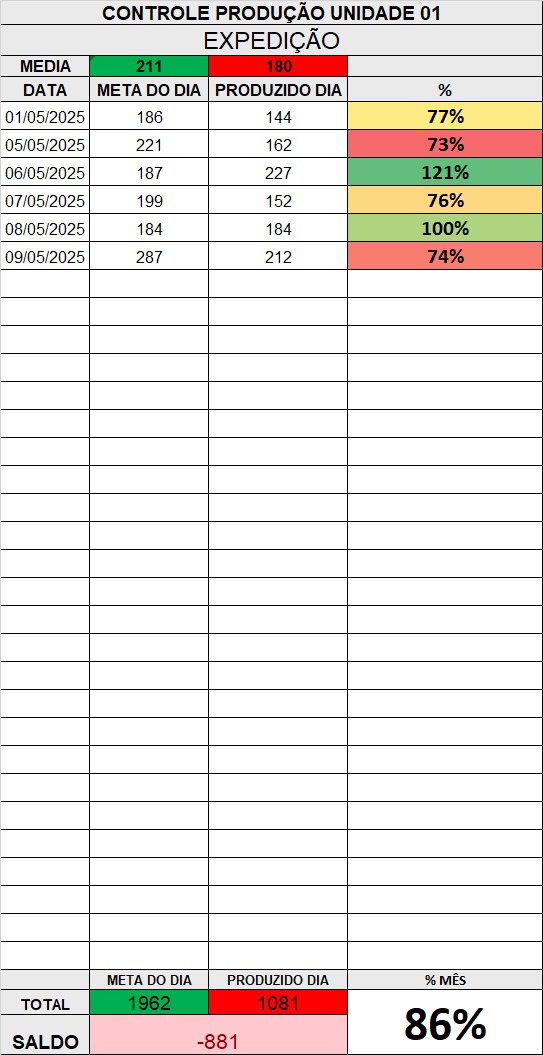 CONTROLE PRODUÇÃO UNIDADE 01
EXPEDIÇÃO
MEDIA 211 180
DATA META DO DIA PRODUZIDO DIA %
01/05/2025 186 144 77%
05/05/2025 221 162 73%
06/05/2025 187 227 121%
07/05/2025 199 152 76%
08/05/2025 184 184 100%
09/05/2025 287 212 74%
META DO DIA PRODUZIDO DIA % MÊS
TOTAL 1962 1081 86%
SALDO -881